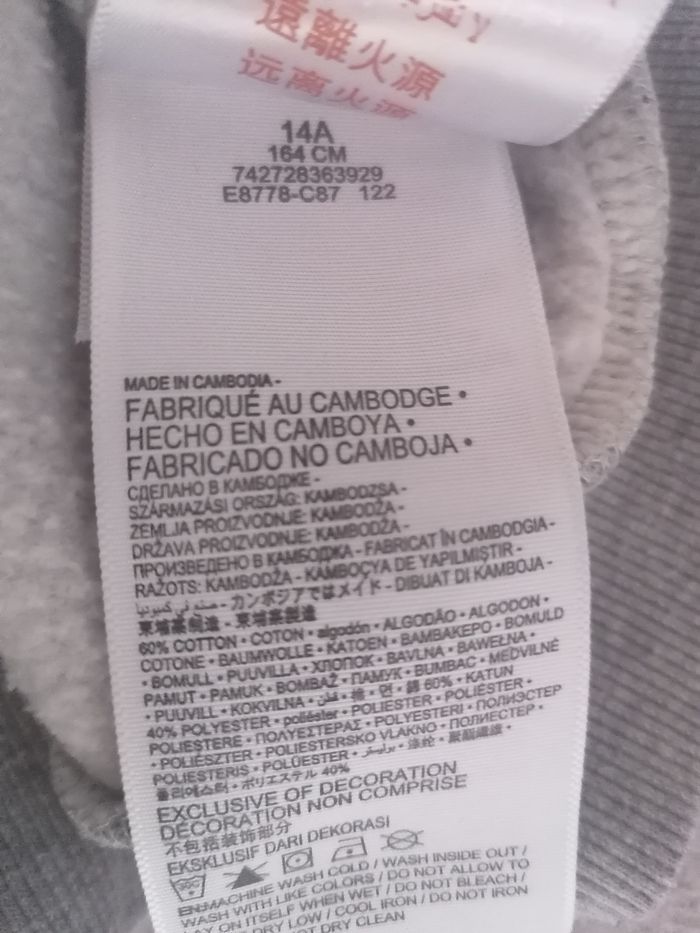 遠離火源
远离火源
14A
164 CM
742728363929
E8778-C87 122
MADE IN CAMBODIA -
FABRIQUÉ AU CAMBODGE •
HECHO EN CAMBOYA •
FABRICADO NO CAMBOJA •
СДЕЛАНО В КАМБОДЖЕ -
SZÁRMAZÁSI ORSZÁG: KAMBODZSA -
ZEMLJA PROIZVODNJE: KAMBODŽA -
DRŽAVA PROIZVODNJE: KAMBODŽA -
ПРОИЗВЕДЕНО В КАМБОДЖА - FABRICAT ÎN CAMBODGIA -
RAŽOTS: KAMBODŽA - KAMBOÇYA DE YAPILMIŞTIR -
صنع في كمبوديا - カンボジアではメイド - DIBUAT DI KAMBOJA -
柬埔寨制造 - 柬埔寨製造
60% COTTON • COTON • algodón • ALGODÃO • ALGODON •
COTONE • BAUMWOLLE • KATOEN • ΒΑΜΒΑΚΕΡΟ • BOMULD
• BOMULL • PUUVILLA • ХЛОПОК • BAVLNA • BAWEŁNA •
PAMUT • PAMUK • BOMBAŽ • ПАМУК • BUMBAC • MEDVILNĖ
• PUUVILL • KOKVILNA • قطن • 棉 • 면 • 綿 60% • KATUN
40% POLYESTER • poliéster • POLIESTER • POLIÉSTER •
POLIESTERE • ΠΟΛΥΕΣΤΕΡΑΣ • POLYESTERI • ПОЛИЭСТЕР
• POLIÉSZTER • POLIESTERSKO VLAKNO • ПОЛИЕСТЕР •
POLIESTERIS • POLÜESTER • بوليستر • 涤纶 • 聚酯纖維 •
폴리에스터 • ポリエステル 40%
EXCLUSIVE OF DECORATION
DÉCORATION NON COMPRISE
不包括装饰部分
EKSKLUSIF DARI DEKORASI
MACHINE WASH COLD / WASH INSIDE OUT /
WASH WITH LIKE COLORS / DO NOT ALLOW TO
LAY ON ITSELF WHEN WET / DO NOT BLEACH /
DRY LOW / COOL IRON / DO NOT IRON
NOT DRY CLEAN